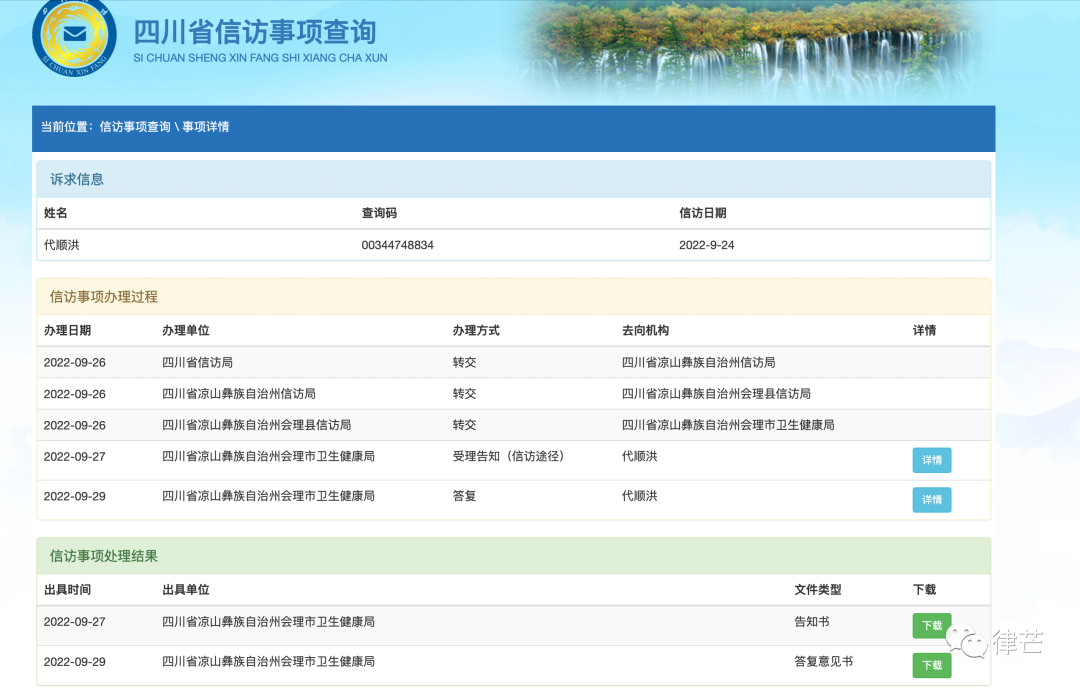 四川省信访事项查询
SI CHUAN SHENG XIN FANG SHI XIANG CHA XUN
SI CHUAN XIN FANG
当前位置：信访事项查询 \ 事项详情
诉求信息
姓名 查询码 信访日期
代顺洪 00344748834 2022-9-24
信访事项办理过程
办理日期 办理单位 办理方式 去向机构 详情
2022-09-26 四川省信访局 转交 四川省凉山彝族自治州信访局
2022-09-26 四川省凉山彝族自治州信访局 转交 四川省凉山彝族自治州会理县信访局
2022-09-26 四川省凉山彝族自治州会理县信访局 转交 四川省凉山彝族自治州会理市卫生健康局
2022-09-27 四川省凉山彝族自治州会理市卫生健康局 受理告知（信访途径） 代顺洪 详情
2022-09-29 四川省凉山彝族自治州会理市卫生健康局 答复 代顺洪 详情
信访事项处理结果
出具时间 出具单位 文件类型 下载
2022-09-27 四川省凉山彝族自治州会理市卫生健康局 告知书 下载
2022-09-29 四川省凉山彝族自治州会理市卫生健康局 答复意见书 下载
律芒